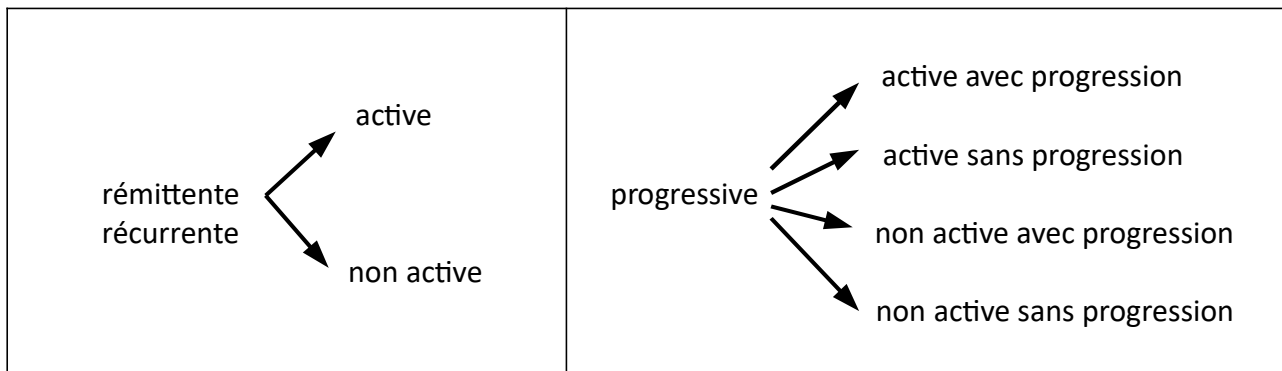 active
rémittente
récurrente
non active
active avec progression
active sans progression
progressive
non active avec progression
non active sans progression